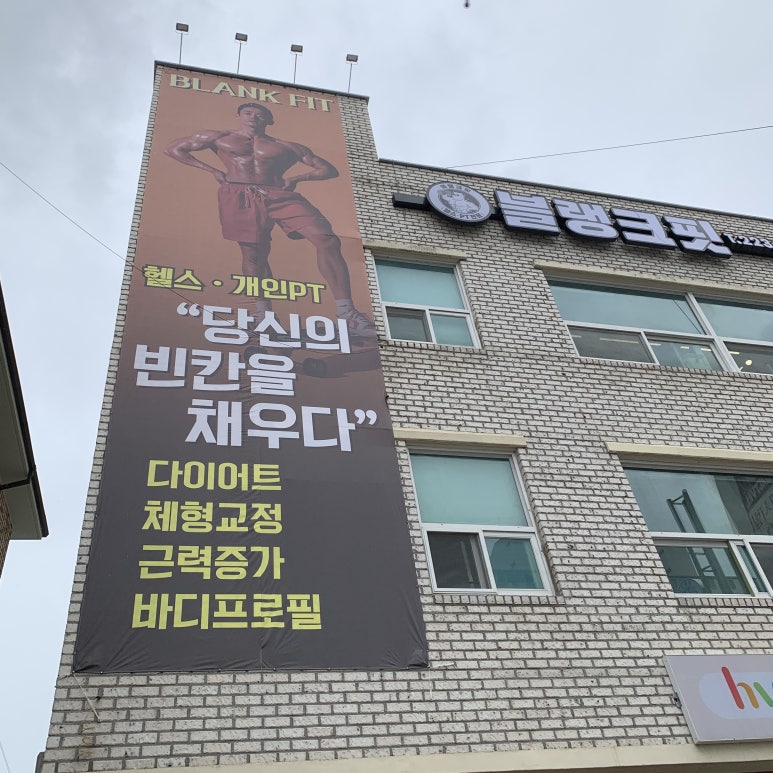 BLANK FIT
헬스 • 개인PT
“당신의
빈칸을
채우다”
다이어트
체형교정
근력증가
바디프로필
블랭크핏